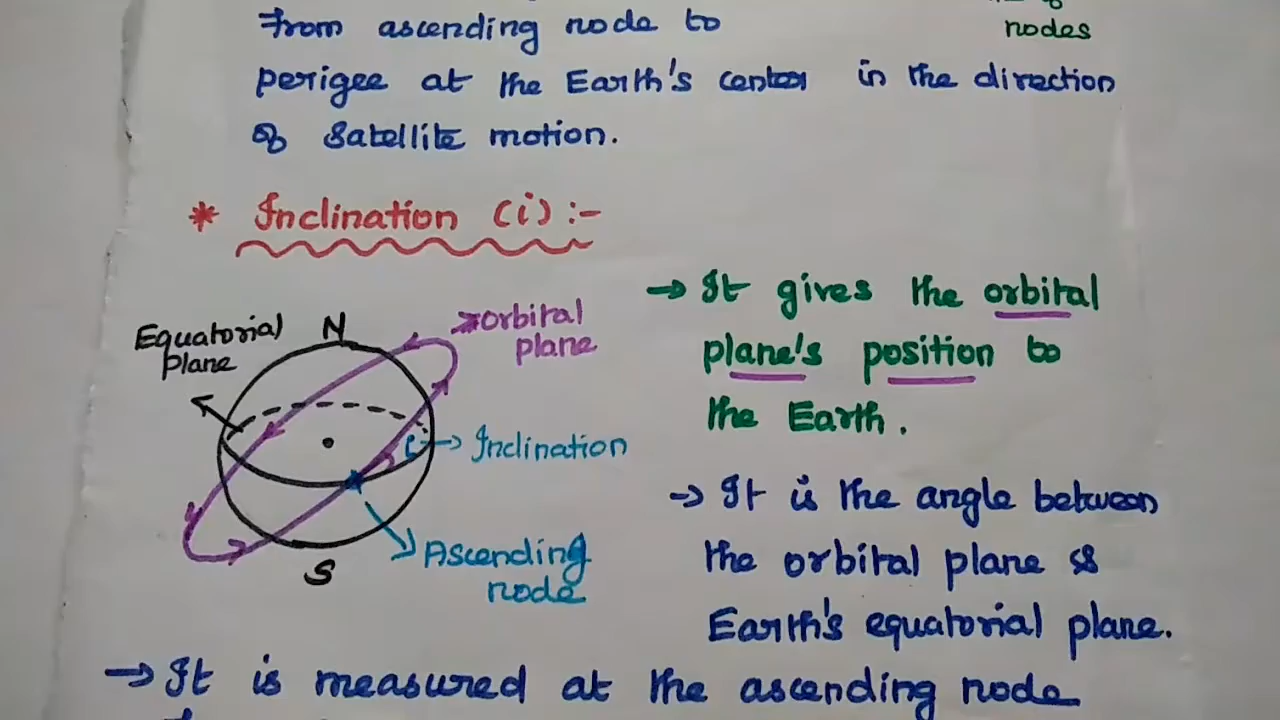 From ascending node to
nodes
perigee at the Earth's center in the direction
of Satellite motion.
* Inclination (i) :-
Equatorial
Plane
N
orbital
plane
→ It gives the orbital
plane's position to
the Earth.
i → Inclination
→ It is the angle between
the orbital plane &
Earth's equatorial plane.
Ascending
node
S
→ It is measured at the ascending node